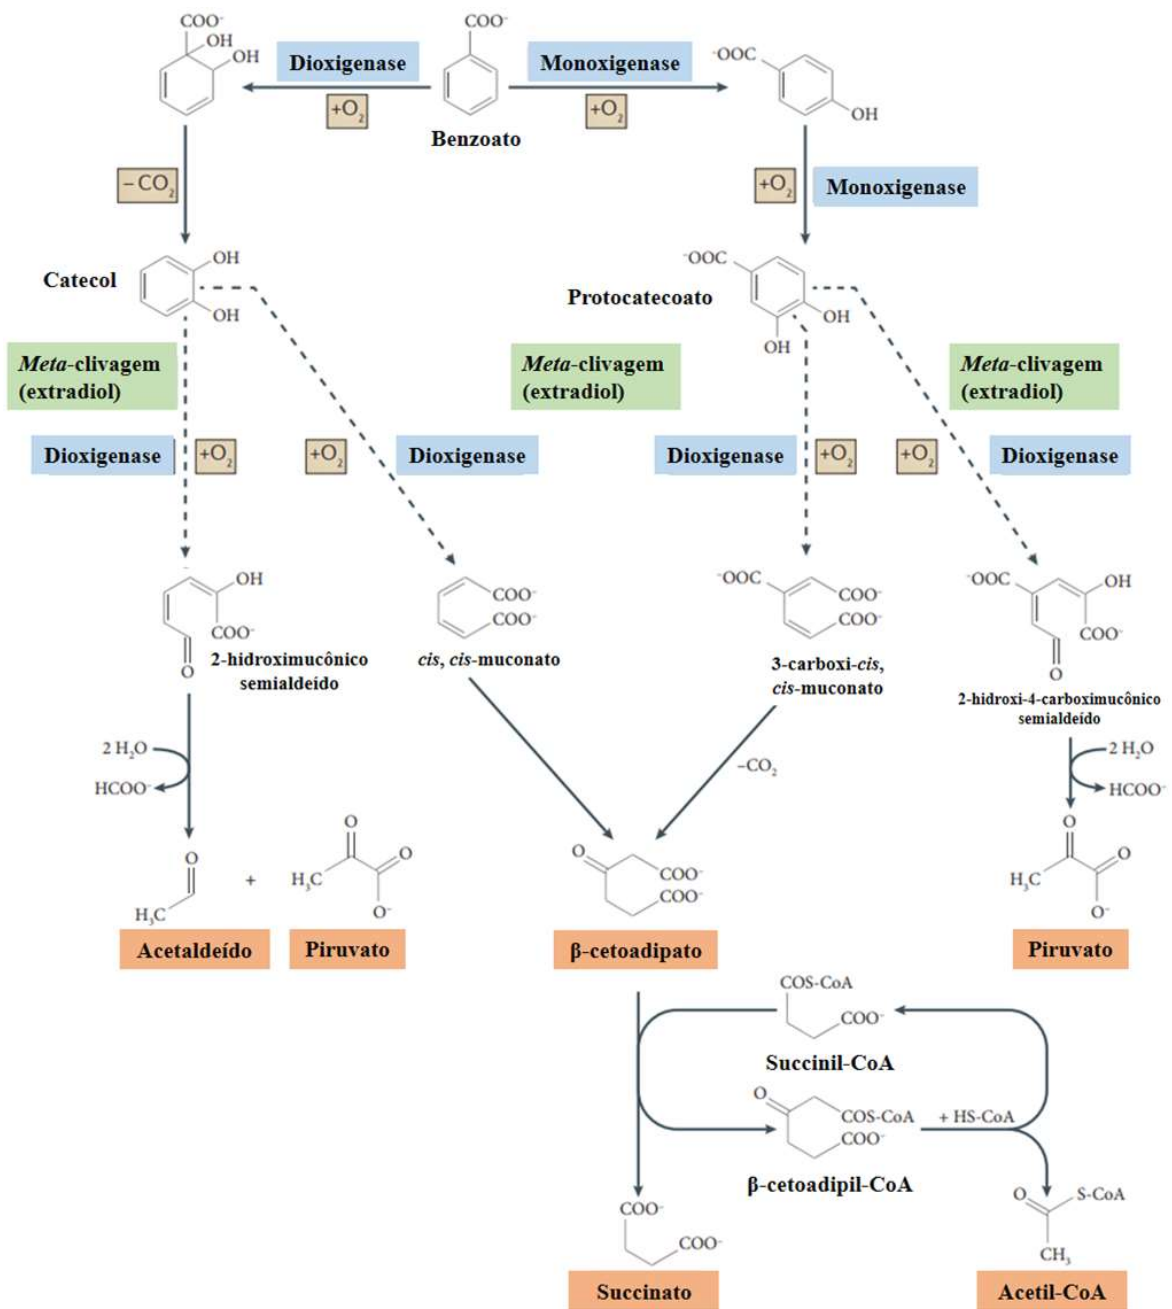 COO⁻
OH
OH
Dioxigenase
+O₂
COO⁻
Benzoato
Monoxigenase
+O₂
⁻OOC
OH
−CO₂
+O₂
Monoxigenase
Catecol
OH
OH
Protocatecoato
⁻OOC
OH
OH
Meta-clivagem
(extradiol)
Meta-clivagem
(extradiol)
Meta-clivagem
(extradiol)
Dioxigenase
+O₂
+O₂
Dioxigenase
Dioxigenase
+O₂
+O₂
Dioxigenase
OH
COO⁻
O
2-hidroximucônico
semialdeído
COO⁻
COO⁻
cis, cis-muconato
⁻OOC
COO⁻
COO⁻
3-carboxi-cis,
cis-muconato
⁻OOC
OH
COO⁻
O
2-hidroxi-4-carboximucônico
semialdeído
2 H₂O
HCOO⁻
−CO₂
2 H₂O
HCOO⁻
O
H₃C
+
O
O
H₃C
O⁻
O
COO⁻
COO⁻
O
O
H₃C
O⁻
Acetaldeído
Piruvato
β-cetoadipato
Piruvato
COS-CoA
COO⁻
Succinil-CoA
O
COS-CoA
COO⁻
+ HS-CoA
β-cetoadipil-CoA
COO⁻
COO⁻
O
S-CoA
CH₃
Succinato
Acetil-CoA